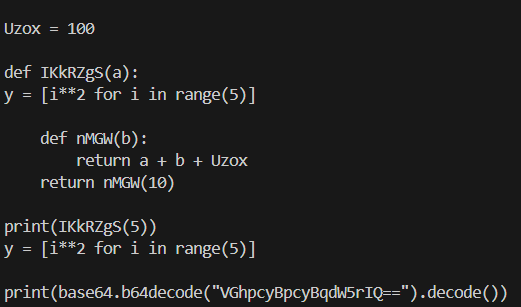 Uzox = 100
def IKkRZgS(a):
y = [i**2 for i in range(5)]
    def nMGW(b):
        return a + b + Uzox
    return nMGW(10)
print(IKkRZgS(5))
y = [i**2 for i in range(5)]
print(base64.b64decode("VGhpcyBpcyBqdW5rIQ==").decode())